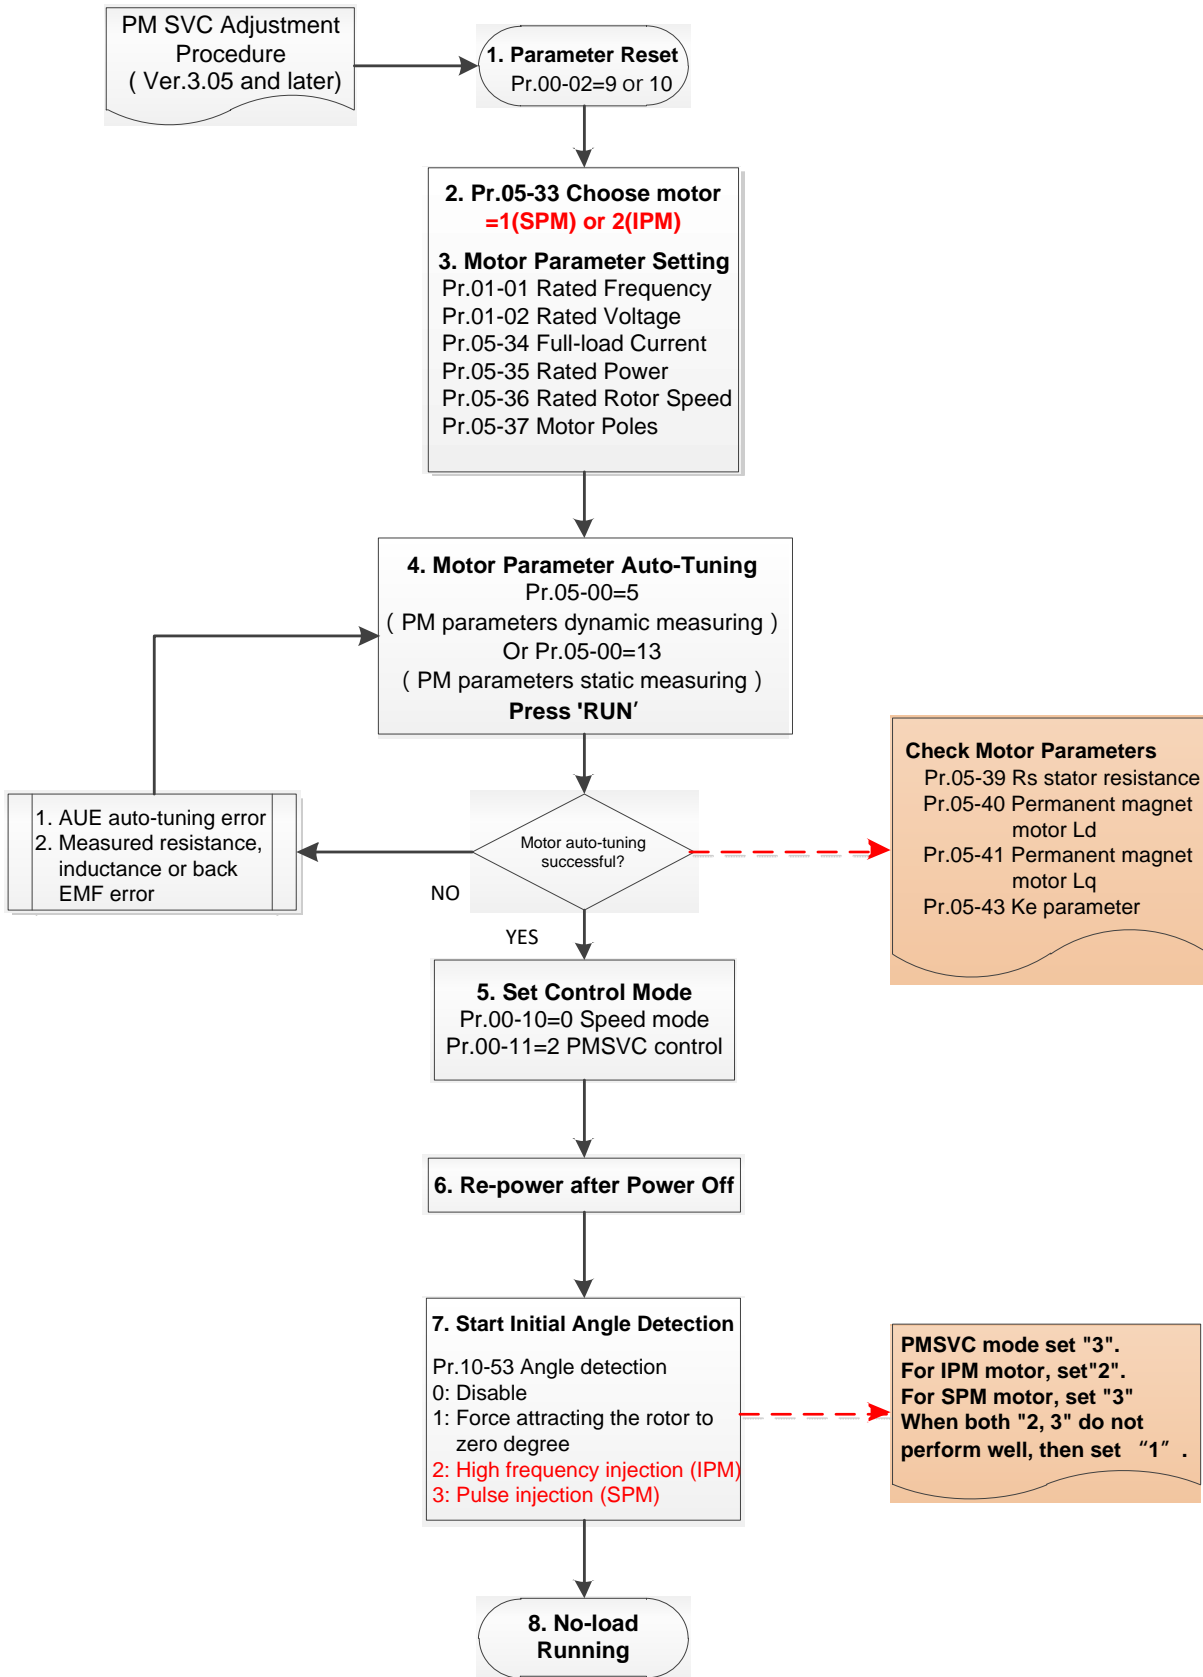 PM SVC Adjustment
Procedure
( Ver.3.05 and later)
1. Parameter Reset
Pr.00-02=9 or 10
2. Pr.05-33 Choose motor
=1(SPM) or 2(IPM)
3. Motor Parameter Setting
Pr.01-01 Rated Frequency
Pr.01-02 Rated Voltage
Pr.05-34 Full-load Current
Pr.05-35 Rated Power
Pr.05-36 Rated Rotor Speed
Pr.05-37 Motor Poles
4. Motor Parameter Auto-Tuning
Pr.05-00=5
( PM parameters dynamic measuring )
Or Pr.05-00=13
( PM parameters static measuring )
Press 'RUN’
Motor auto-tuning
successful?
NO
1. AUE auto-tuning error
2. Measured resistance,
inductance or back
EMF error
Check Motor Parameters
Pr.05-39 Rs stator resistance
Pr.05-40 Permanent magnet
motor Ld
Pr.05-41 Permanent magnet
motor Lq
Pr.05-43 Ke parameter
YES
5. Set Control Mode
Pr.00-10=0 Speed mode
Pr.00-11=2 PMSVC control
6. Re-power after Power Off
7. Start Initial Angle Detection
Pr.10-53 Angle detection
0: Disable
1: Force attracting the rotor to
zero degree
2: High frequency injection (IPM)
3: Pulse injection (SPM)
PMSVC mode set "3".
For IPM motor, set"2".
For SPM motor, set "3"
When both "2, 3" do not
perform well, then set “1” .
8. No-load
Running